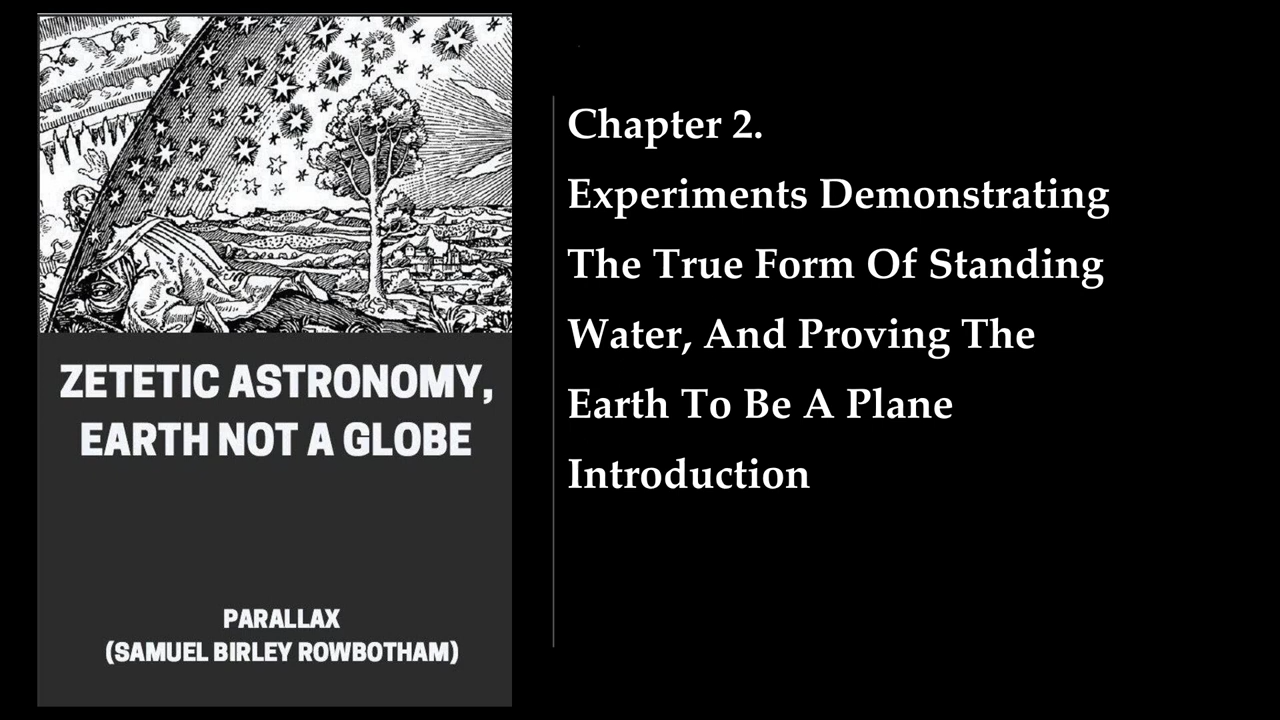 ZETETIC ASTRONOMY,
EARTH NOT A GLOBE
PARALLAX
(SAMUEL BIRLEY ROWBOTHAM)
Chapter 2.
Experiments Demonstrating
The True Form Of Standing
Water, And Proving The
Earth To Be A Plane
Introduction